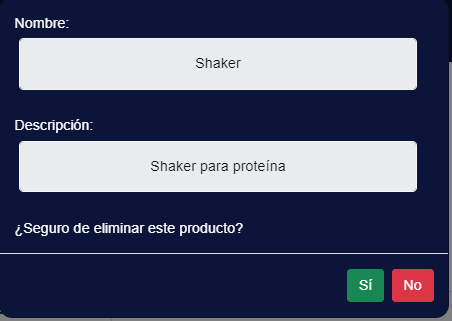 Nombre:
Shaker
Descripción:
Shaker para proteína
¿Seguro de eliminar este producto?
Sí No